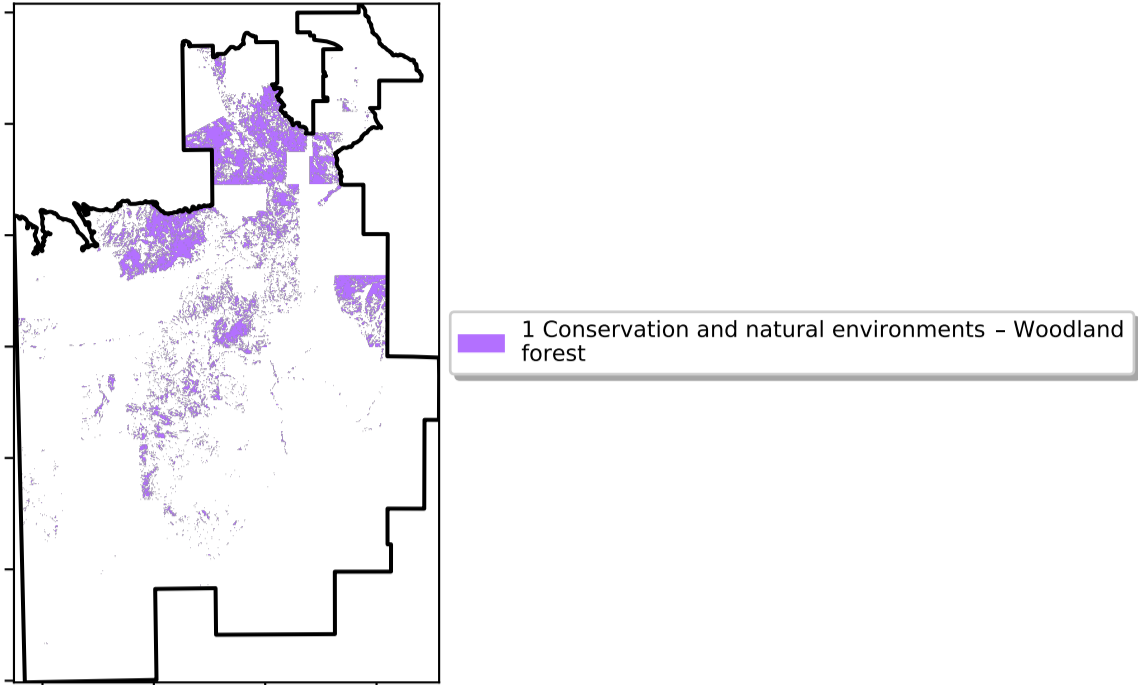 1 Conservation and natural environments – Woodland
forest